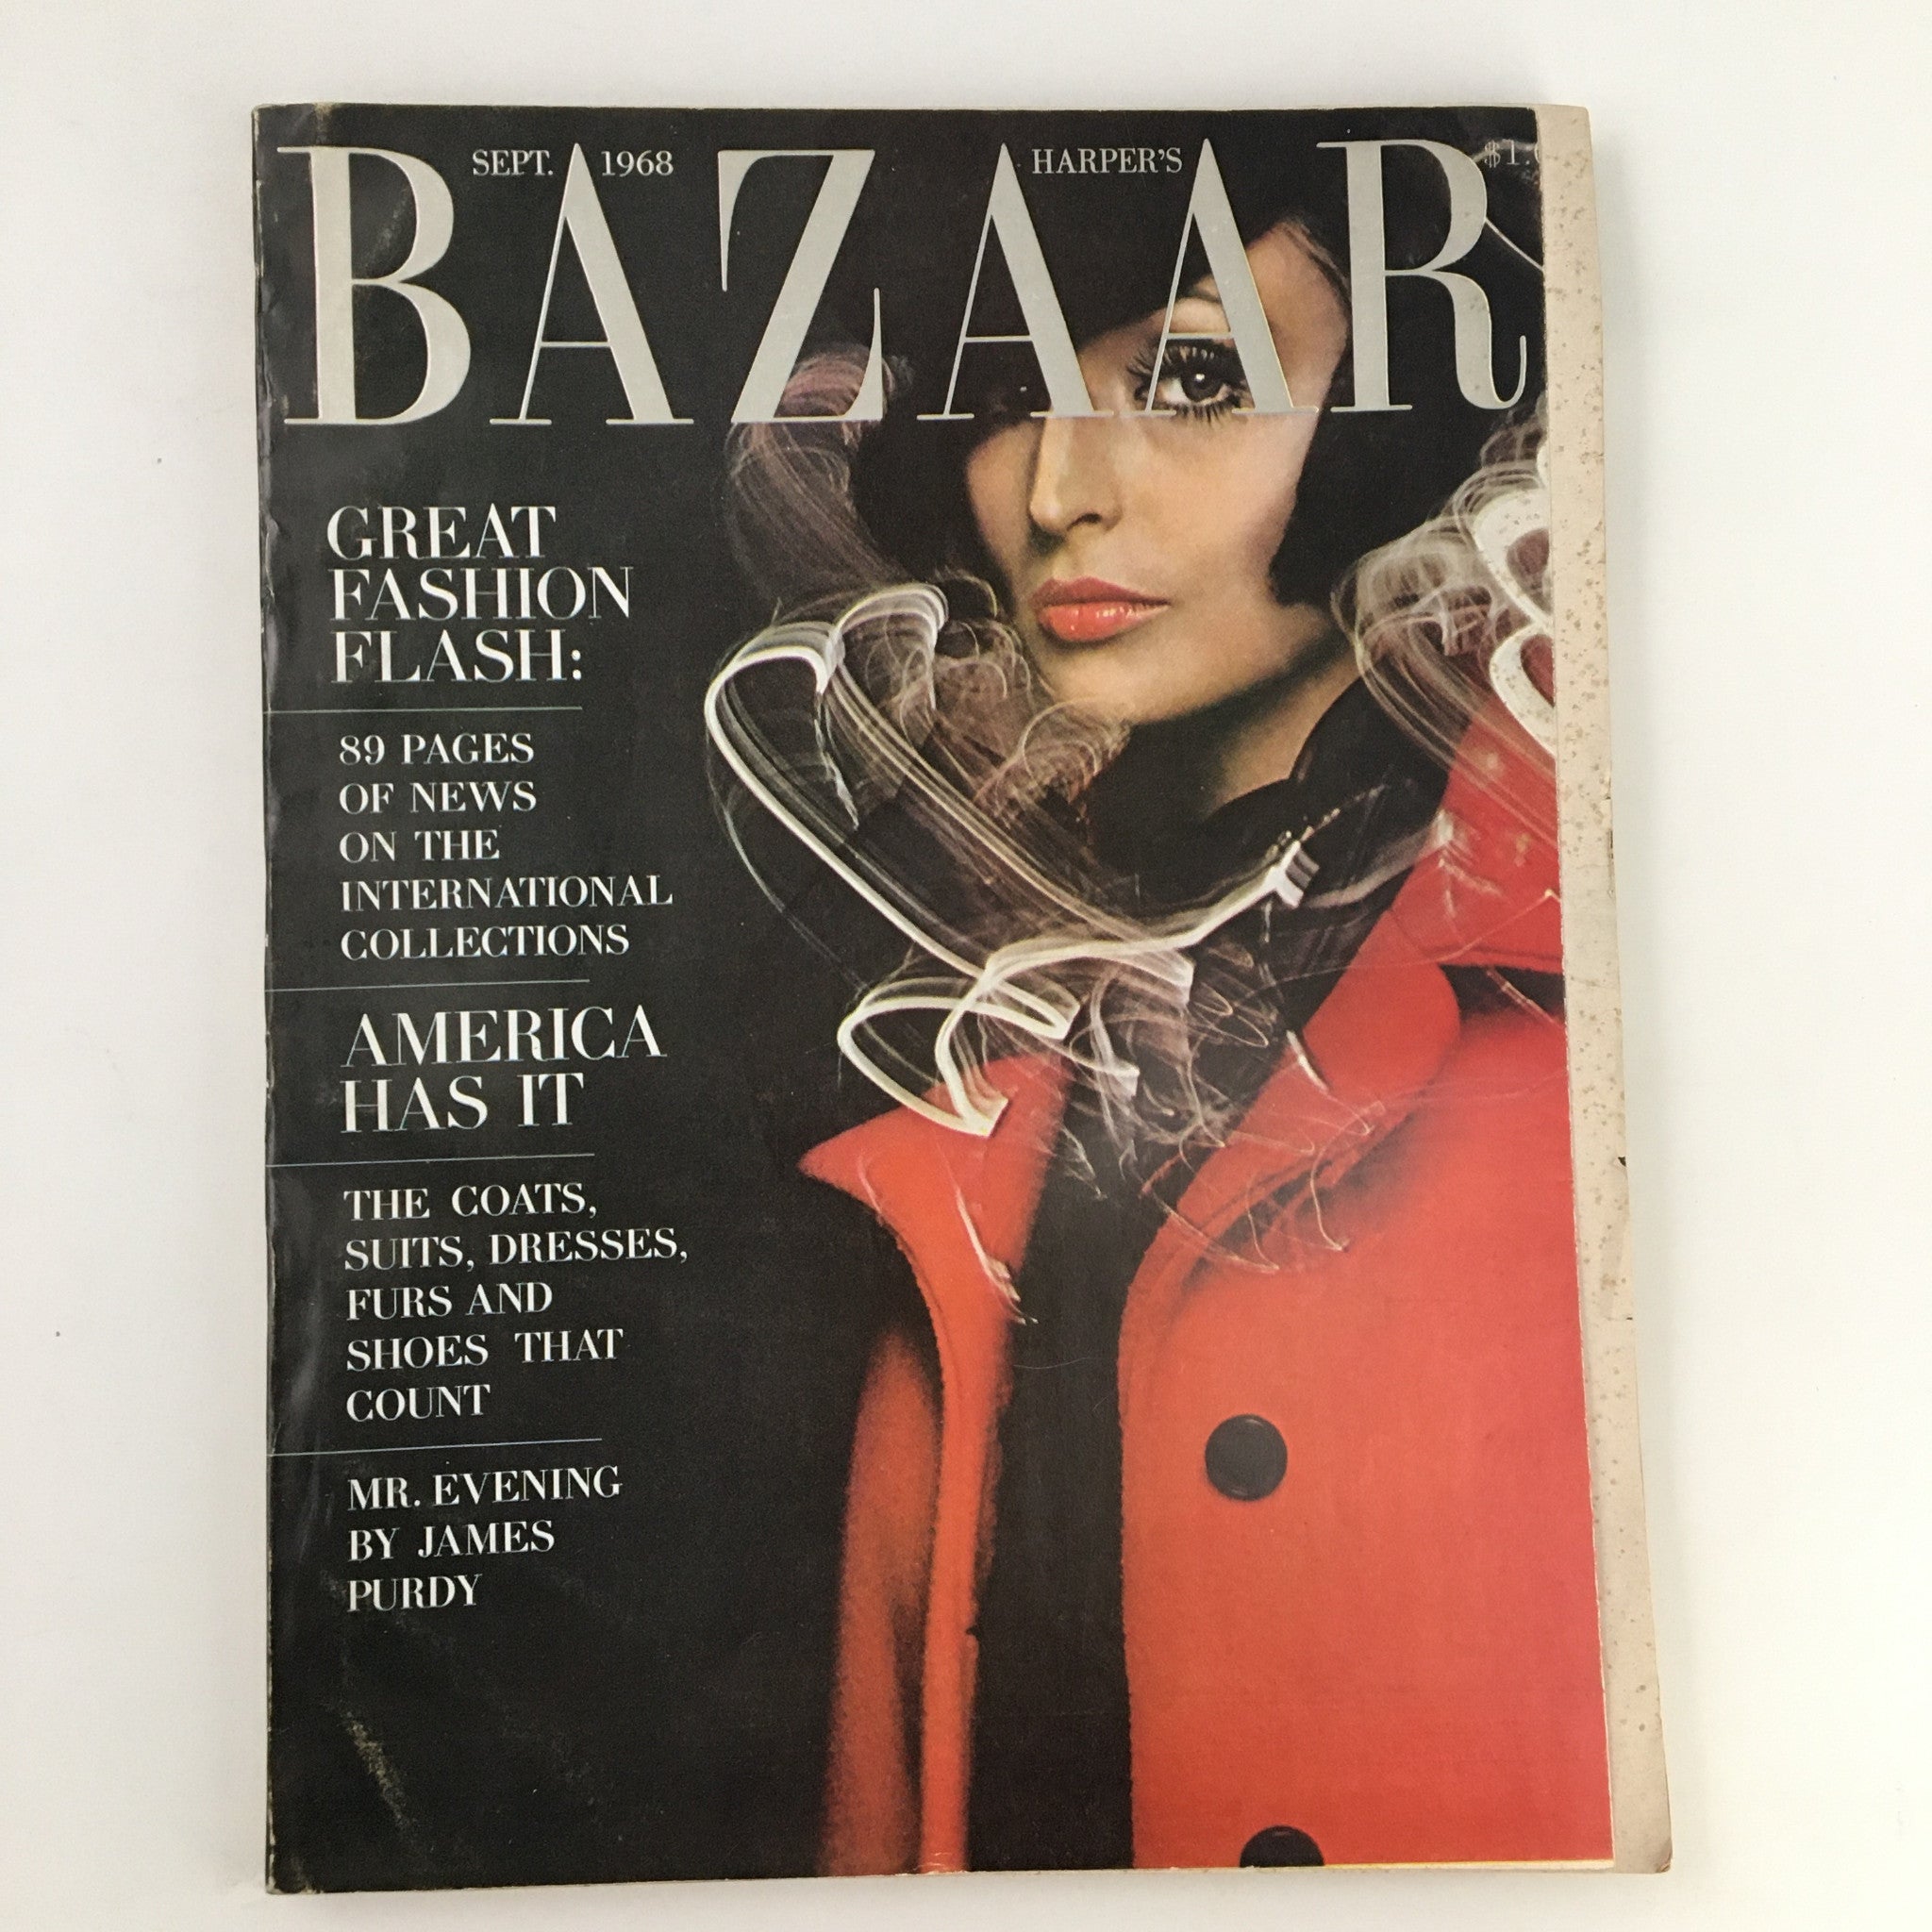 SEPT. 1968 HARPER'S $1.
BAZAAR
GREAT
FASHION
FLASH:
89 PAGES
OF NEWS
ON THE
INTERNATIONAL
COLLECTIONS
AMERICA
HAS IT
THE COATS,
SUITS, DRESSES,
FURS AND
SHOES THAT
COUNT
MR. EVENING
BY JAMES
PURDY